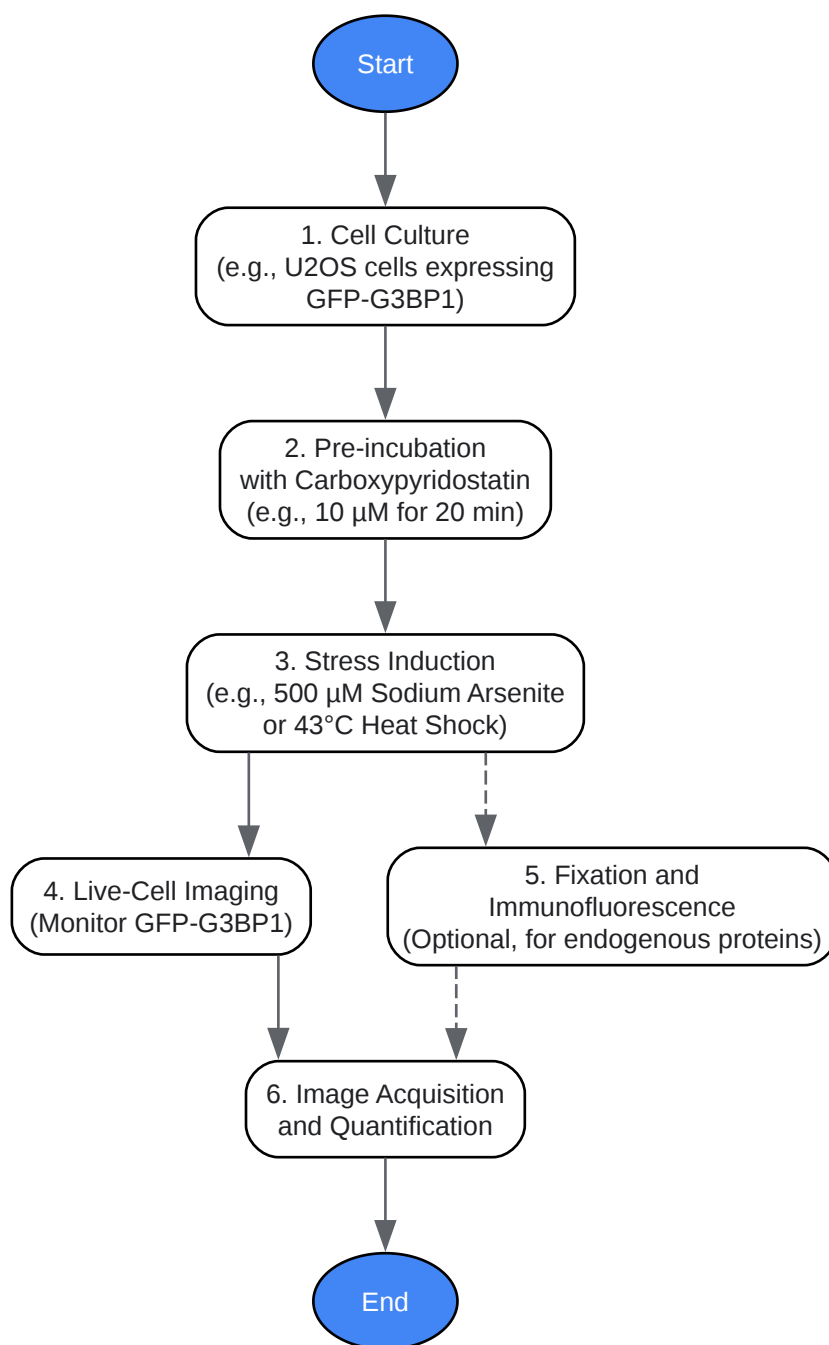 Start
1. Cell Culture
(e.g., U2OS cells expressing
GFP-G3BP1)
2. Pre-incubation
with Carboxypyridostatin
(e.g., 10 µM for 20 min)
3. Stress Induction
(e.g., 500 µM Sodium Arsenite
or 43°C Heat Shock)
4. Live-Cell Imaging
(Monitor GFP-G3BP1)
5. Fixation and
Immunofluorescence
(Optional, for endogenous proteins)
6. Image Acquisition
and Quantification
End